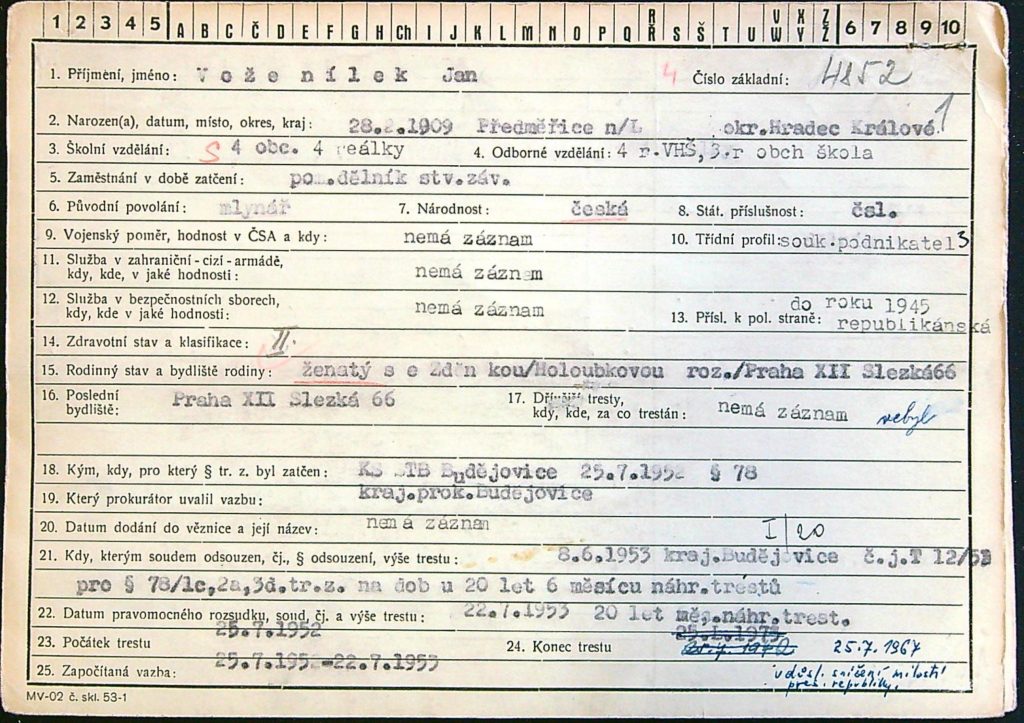 1 2 3 4 5 A B C Č D E F G H Ch I J K L M N O P Q R Ř S Š T U V W X Y Z Ž 6 7 8 9 10
1. Příjmení, jméno: Vože nílek Jan 4 Číslo základní: 4852
1
2. Narozen(a), datum, místo, okres, kraj: 28.2.1909 Předměřice n/L okr.Hradec Králové
3. Školní vzdělání: S 4 obc. 4 reálky 4. Odborné vzdělání: 4 r.VHŠ,3.r obch škola
5. Zaměstnání v době zatčení: pom.dělník stv.záv.
6. Původní povolání: mlynář 7. Národnost: česká 8. Stát. příslušnost: čsl.
9. Vojenský poměr, hodnost v ČSA a kdy: nemá záznam 10. Třídní profil: souk.podnikatel 3
11. Služba v zahraniční - cizí - armádě,
kdy, kde, v jaké hodnosti: nemá záznam
12. Služba v bezpečnostních sborech,
kdy, kde v jaké hodnosti: nemá záznam 13. Přísl. k pol. straně: do roku 1945
republikánská
14. Zdravotní stav a klasifikace: II.
15. Rodinný stav a bydliště rodiny: ženatý s e Zděn kou/Holoubkovou roz./Praha XII Slezká66
16. Poslední
bydliště: Praha XII Slezká 66 17. Dřívější tresty,
kdy, kde, za co trestán: nemá záznam nebyl
18. Kým, kdy, pro který § tr. z. byl zatčen: KS STB Budějovice 25.7.1952 § 78
19. Který prokurátor uvalil vazbu: kraj.prok.Budějovice
20. Datum dodání do věznice a její název: nemá záznam I/20
21. Kdy, kterým soudem odsouzen, čj., § odsouzení, výše trestu: 8.6.1953 kraj.Budějovice č.j.T 12/53
pro § 78/1c,2a,3d.tr.z. na dob u 20 let 6 měsícu náhr.trestů
22. Datum pravomocného rozsudku, soud, čj. a výše trestu: 22.7.1953 20 let měs.náhr.trest.
23. Počátek trestu 25.7.1952 24. Konec trestu 25.7.1967
25. Započítaná vazba: 25.7.1952-22.7.1953 v důsl. snížení milostí
pres. republiky.
MV-02 č. skl. 53-1